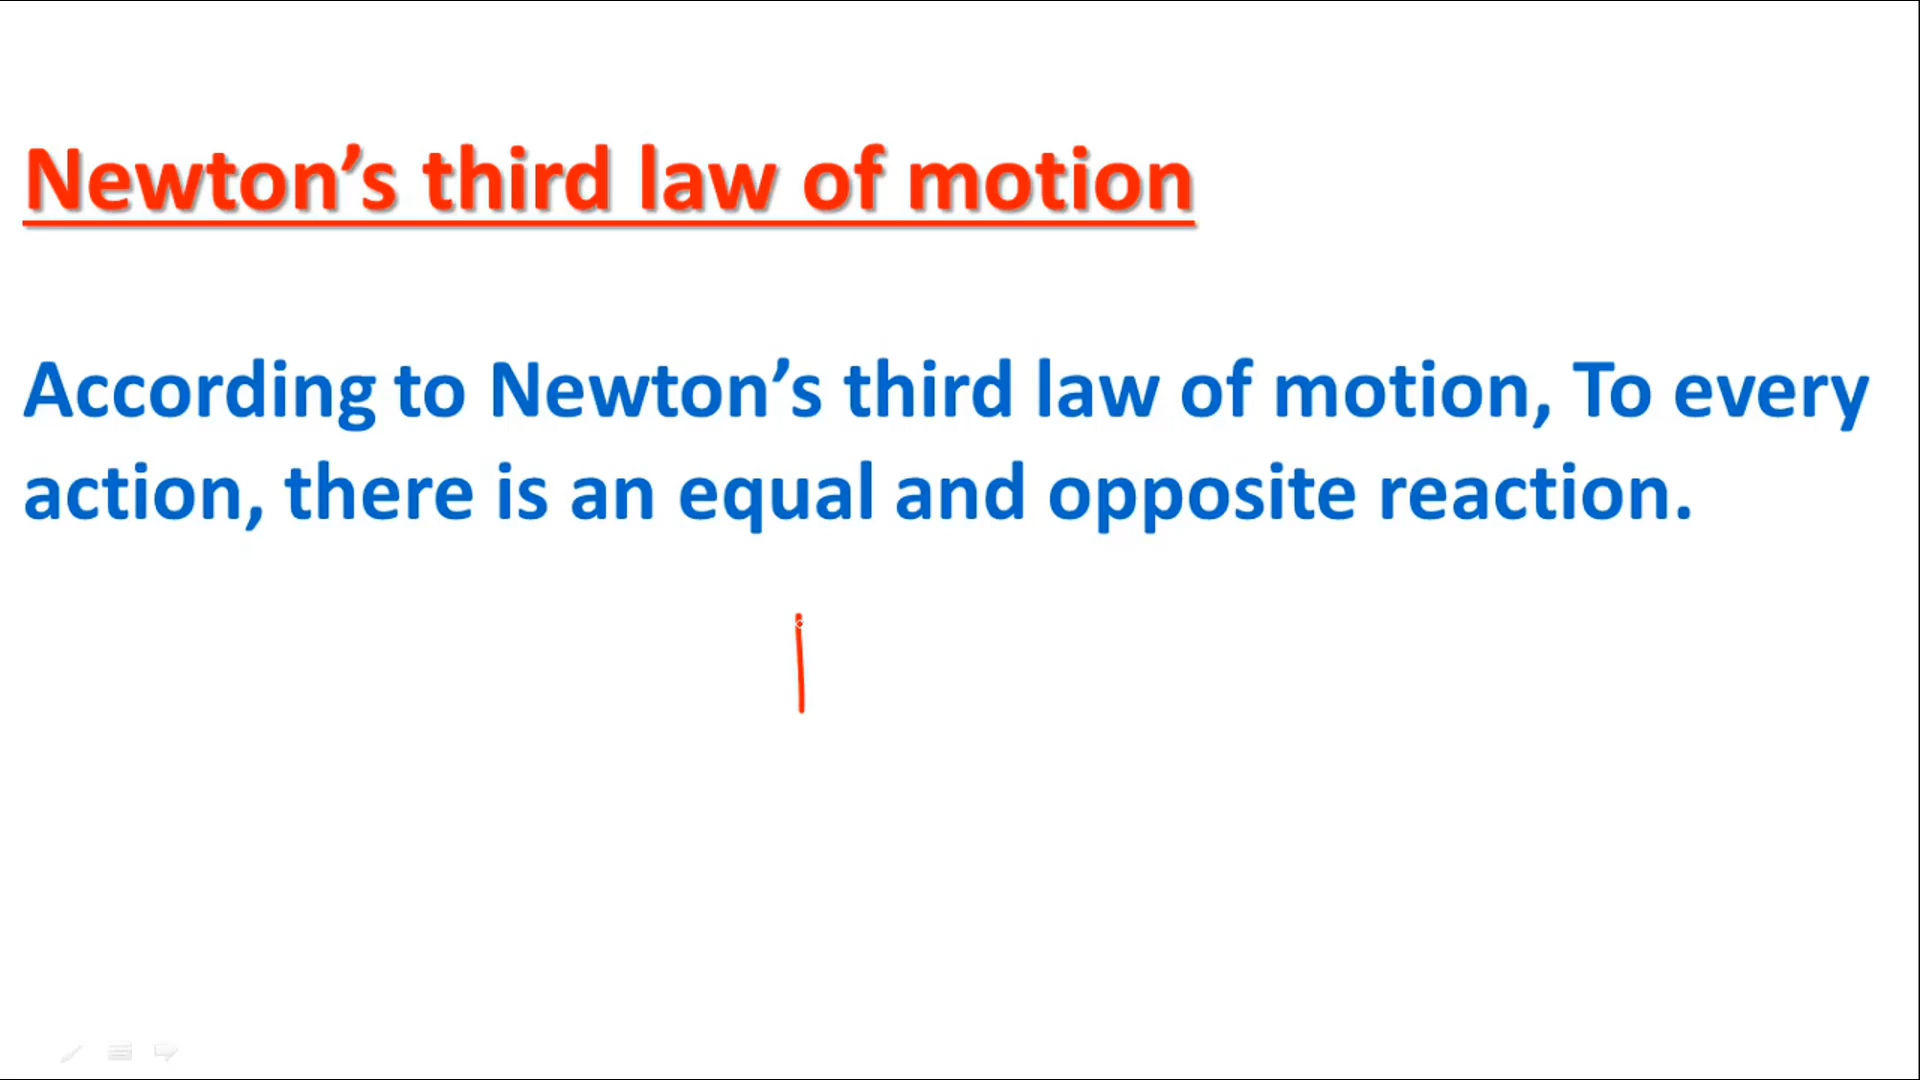 Newton’s third law of motion
According to Newton’s third law of motion, To every
action, there is an equal and opposite reaction.